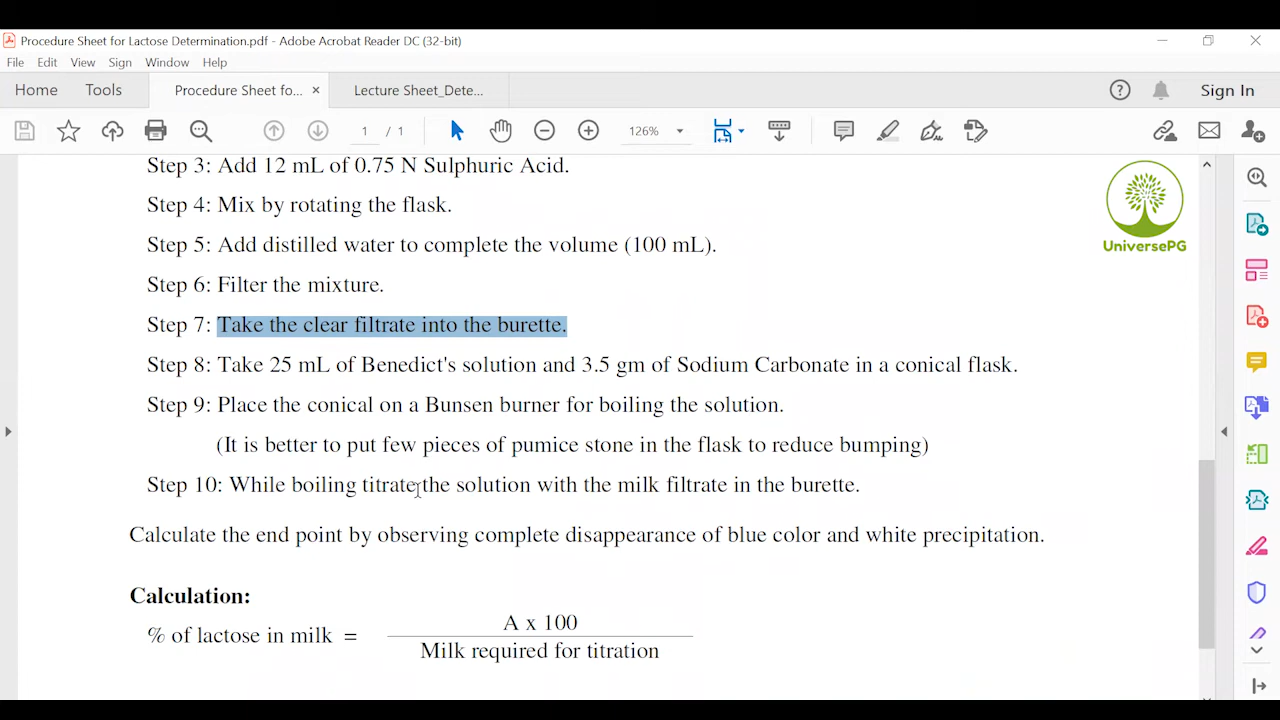 Procedure Sheet for Lactose Determination.pdf - Adobe Acrobat Reader DC (32-bit)
File Edit View Sign Window Help
Home Tools Procedure Sheet fo... × Lecture Sheet_Dete... Sign In
1 / 1 126%
Step 3: Add 12 mL of 0.75 N Sulphuric Acid.
Step 4: Mix by rotating the flask.
Step 5: Add distilled water to complete the volume (100 mL).
UniversePG
Step 6: Filter the mixture.
Step 7: Take the clear filtrate into the burette.
Step 8: Take 25 mL of Benedict's solution and 3.5 gm of Sodium Carbonate in a conical flask.
Step 9: Place the conical on a Bunsen burner for boiling the solution.
(It is better to put few pieces of pumice stone in the flask to reduce bumping)
Step 10: While boiling titrate the solution with the milk filtrate in the burette.
Calculate the end point by observing complete disappearance of blue color and white precipitation.
Calculation:
A x 100
% of lactose in milk =
Milk required for titration